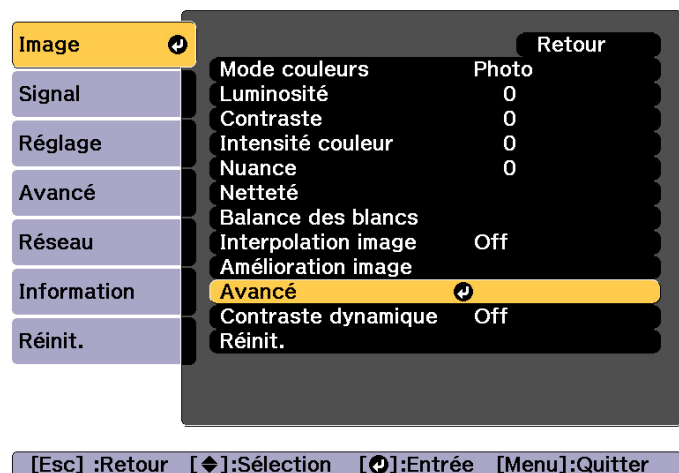 Image
Signal
Réglage
Avancé
Réseau
Information
Réinit.
Retour
Mode couleurs Photo
Luminosité 0
Contraste 0
Intensité couleur 0
Nuance 0
Netteté
Balance des blancs
Interpolation image Off
Amélioration image
Avancé
Contraste dynamique Off
Réinit.
[Esc] :Retour [◆]:Sélection [↵]:Entrée [Menu]:Quitter